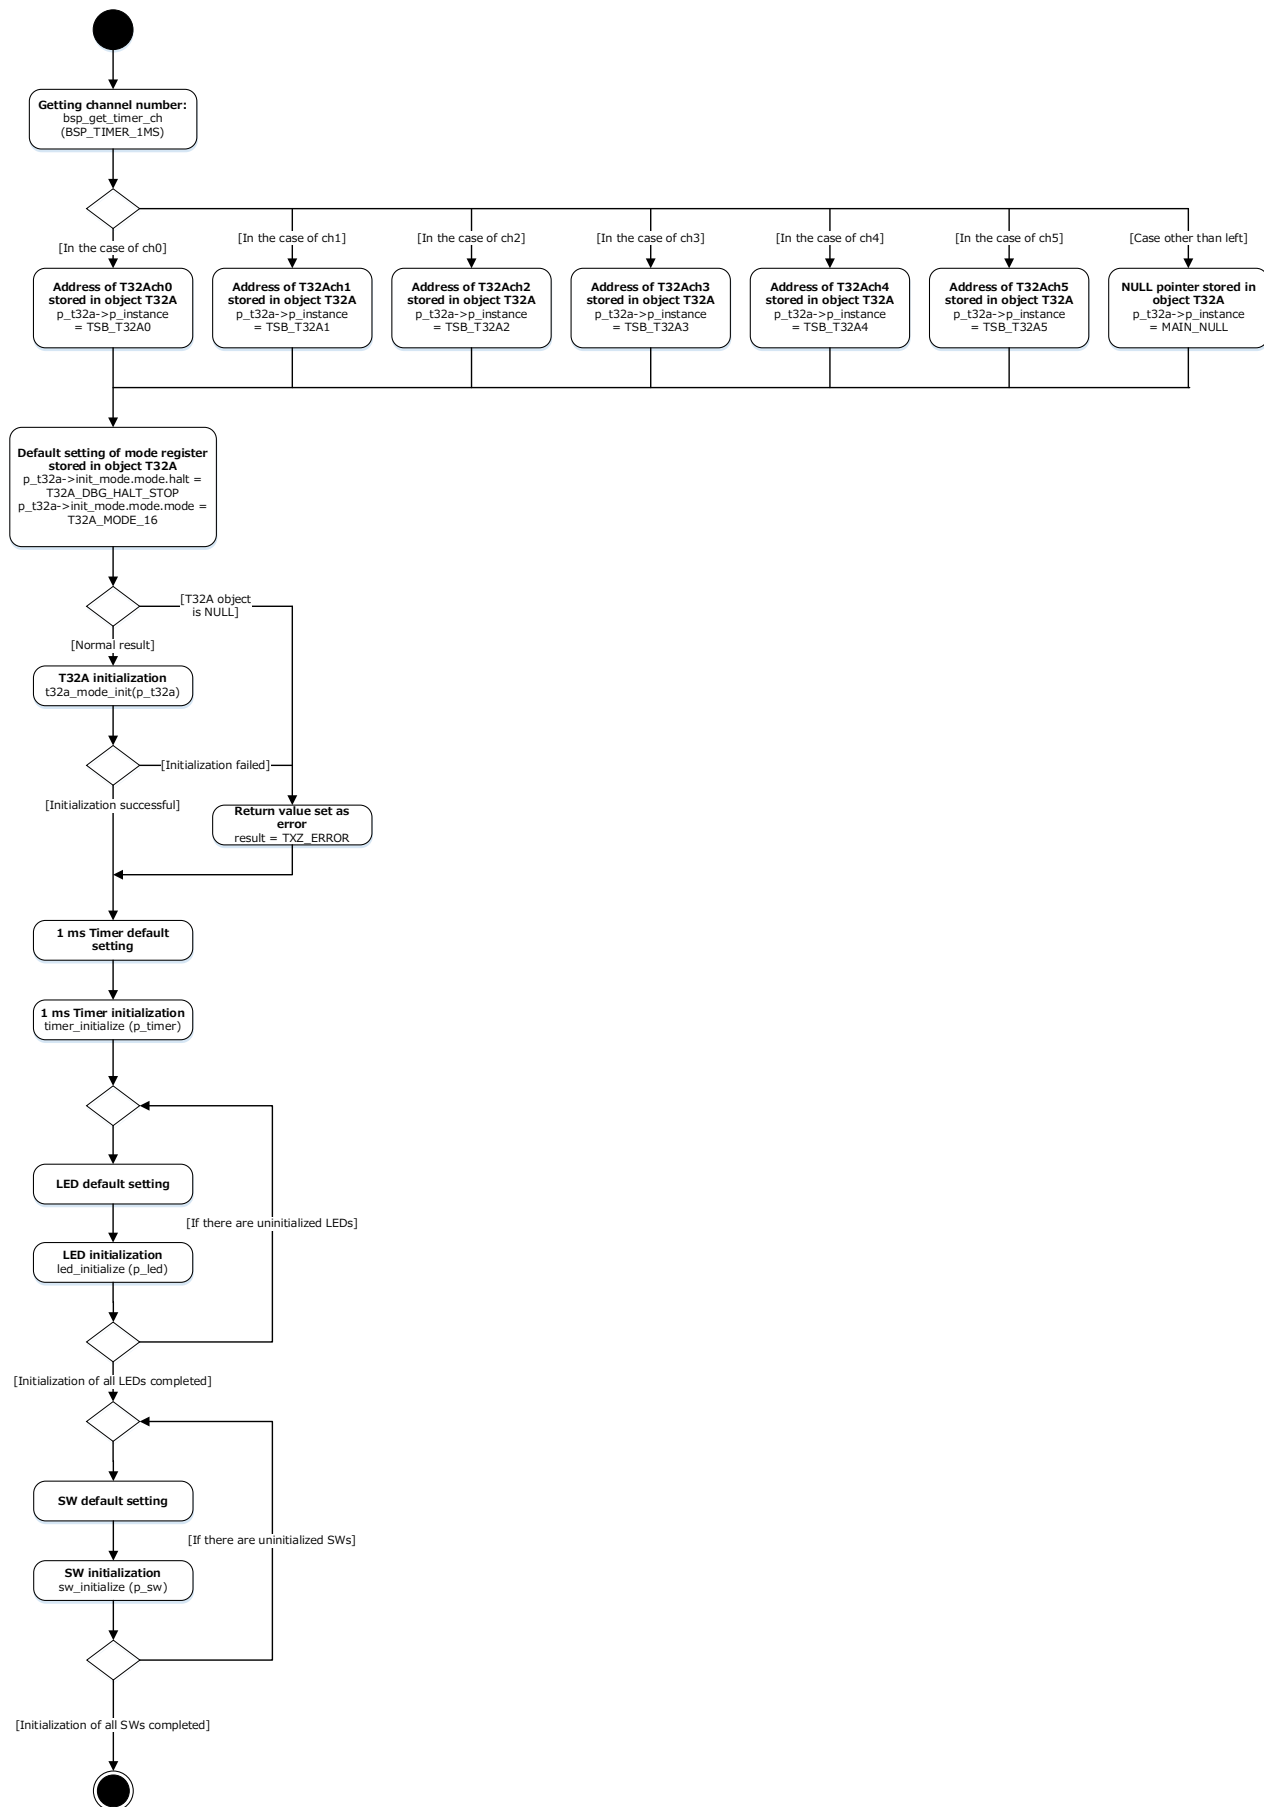 Getting channel number:
bsp_get_timer_ch
(BSP_TIMER_1MS)
[In the case of ch0]
[In the case of ch1]
[In the case of ch2]
[In the case of ch3]
[In the case of ch4]
[In the case of ch5]
[Case other than left]
Address of T32Ach0
stored in object T32A
p_t32a->p_instance
= TSB_T32A0
Address of T32Ach1
stored in object T32A
p_t32a->p_instance
= TSB_T32A1
Address of T32Ach2
stored in object T32A
p_t32a->p_instance
= TSB_T32A2
Address of T32Ach3
stored in object T32A
p_t32a->p_instance
= TSB_T32A3
Address of T32Ach4
stored in object T32A
p_t32a->p_instance
= TSB_T32A4
Address of T32Ach5
stored in object T32A
p_t32a->p_instance
= TSB_T32A5
NULL pointer stored in
object T32A
p_t32a->p_instance
= MAIN_NULL
Default setting of mode register
stored in object T32A
p_t32a->init_mode.mode.halt =
T32A_DBG_HALT_STOP
p_t32a->init_mode.mode.mode =
T32A_MODE_16
[T32A object
is NULL]
[Normal result]
T32A initialization
t32a_mode_init(p_t32a)
[Initialization failed]
[Initialization successful]
Return value set as
error
result = TXZ_ERROR
1 ms Timer default
setting
1 ms Timer initialization
timer_initialize (p_timer)
LED default setting
[If there are uninitialized LEDs]
LED initialization
led_initialize (p_led)
[Initialization of all LEDs completed]
SW default setting
[If there are uninitialized SWs]
SW initialization
sw_initialize (p_sw)
[Initialization of all SWs completed]